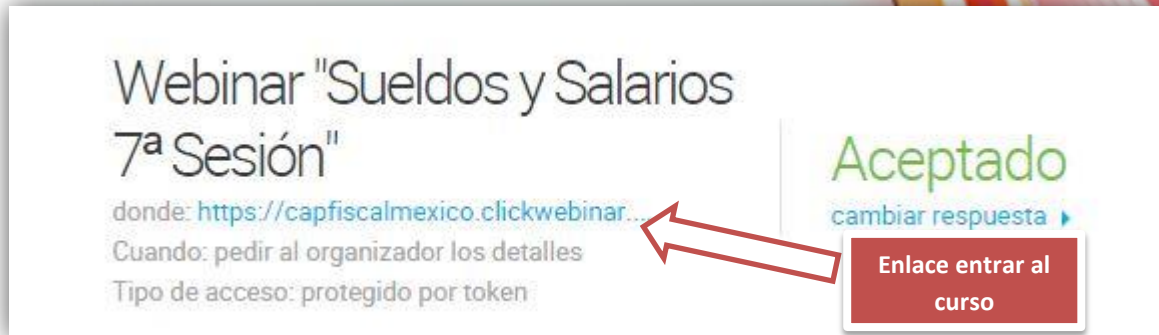 Webinar "Sueldos y Salarios
7ª Sesión"
donde: https://capfiscalmexico.clickwebinar....
Cuando: pedir al organizador los detalles
Tipo de acceso: protegido por token
Aceptado
cambiar respuesta ▸
Enlace entrar al
curso